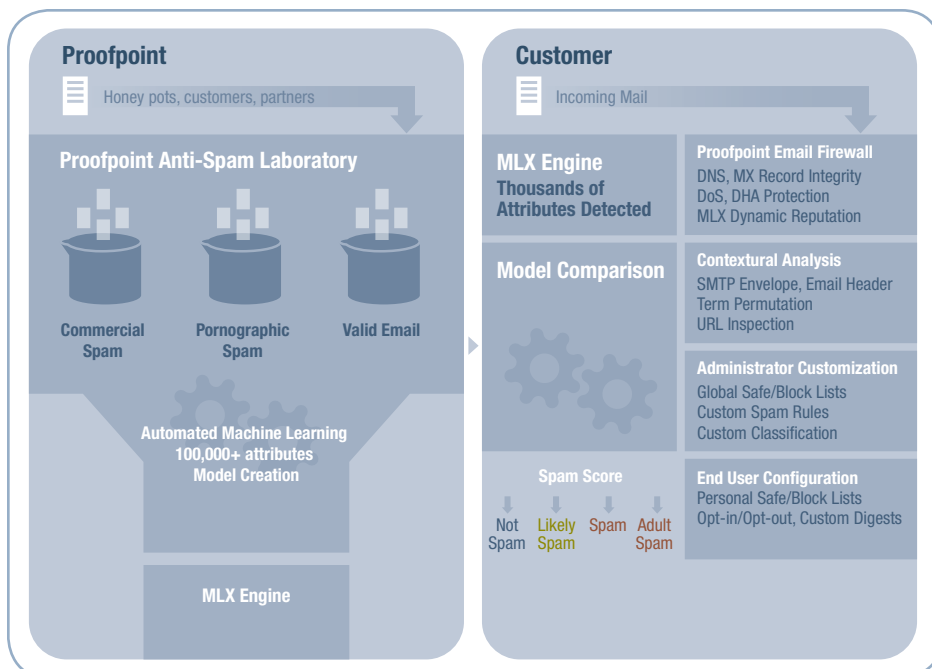 Proofpoint
Honey pots, customers, partners
Proofpoint Anti-Spam Laboratory
Commercial
Spam
Pornographic
Spam
Valid Email
Automated Machine Learning
100,000+ attributes
Model Creation
MLX Engine
Customer
Incoming Mail
MLX Engine
Thousands of
Attributes Detected
Model Comparison
Spam Score
Not
Spam
Likely
Spam
Spam
Adult
Spam
Proofpoint Email Firewall
DNS, MX Record Integrity
DoS, DHA Protection
MLX Dynamic Reputation
Contextural Analysis
SMTP Envelope, Email Header
Term Permutation
URL Inspection
Administrator Customization
Global Safe/Block Lists
Custom Spam Rules
Custom Classification
End User Configuration
Personal Safe/Block Lists
Opt-in/Opt-out, Custom Digests